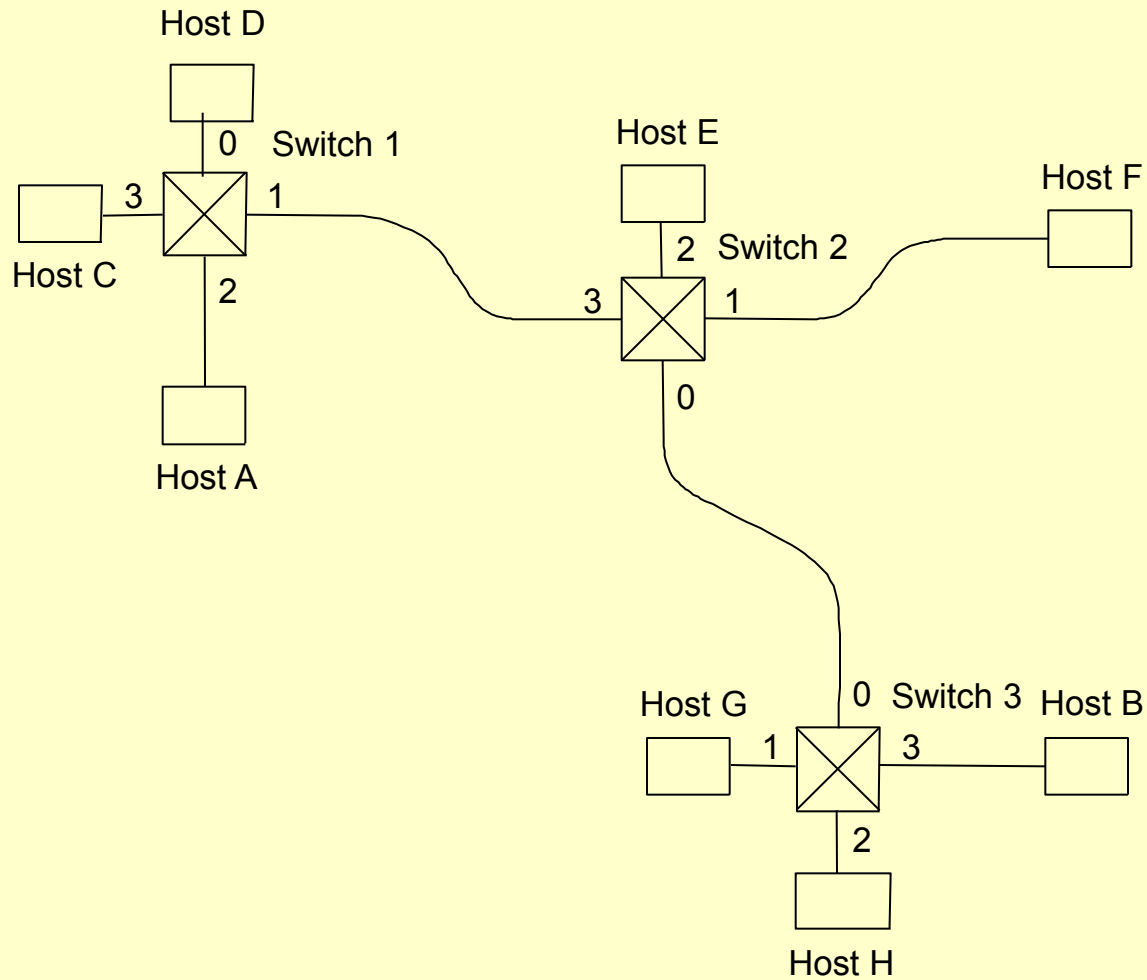 Host D
0 Switch 1
3
1
Host C
2
Host A
Host E
2 Switch 2
3
1
0
Host F
0 Switch 3
Host G
Host B
1
3
2
Host H